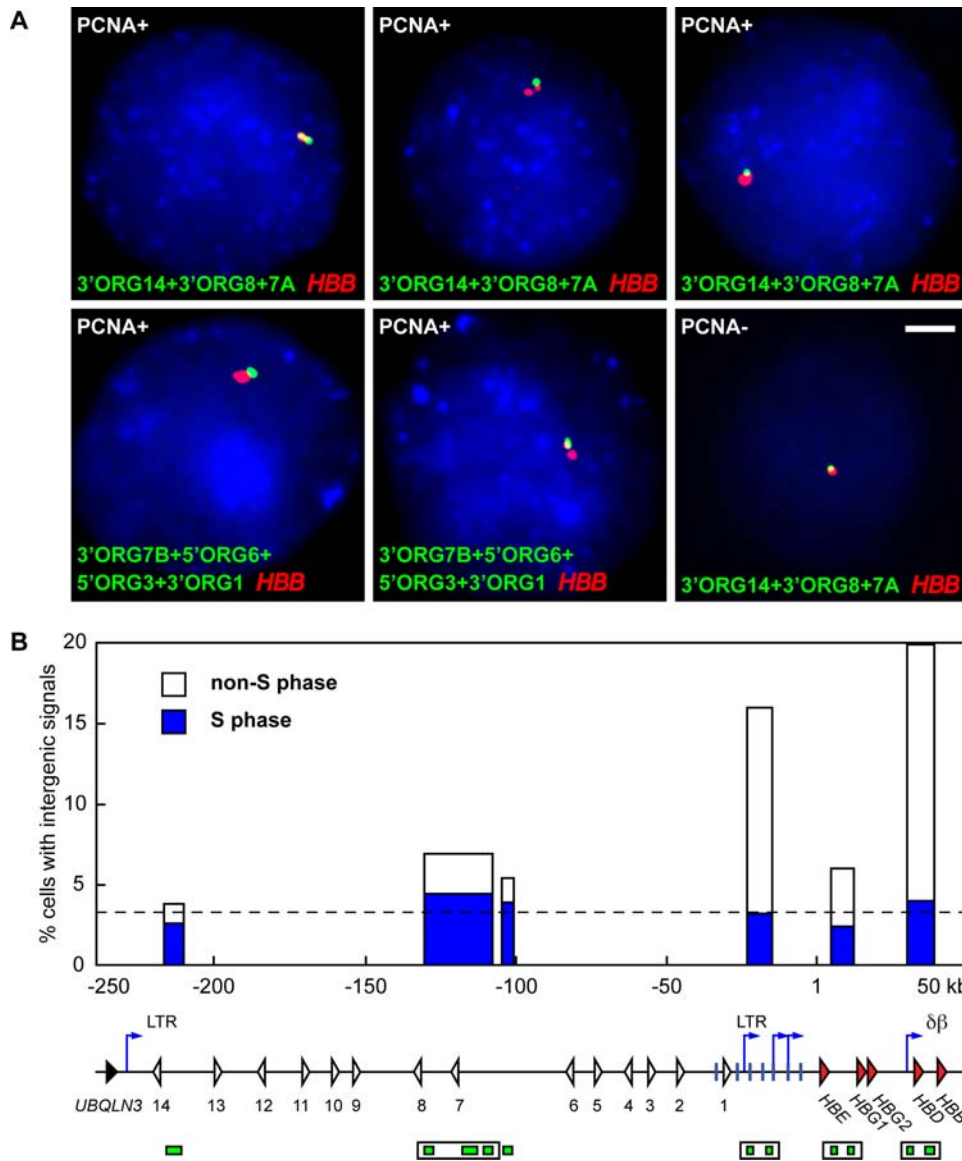 A
PCNA+
PCNA+
PCNA+
3'ORG14+3'ORG8+7A HBB
3'ORG14+3'ORG8+7A HBB
3'ORG14+3'ORG8+7A HBB
PCNA+
PCNA+
PCNA-
3'ORG7B+5'ORG6+
5'ORG3+3'ORG1 HBB
3'ORG7B+5'ORG6+
5'ORG3+3'ORG1 HBB
3'ORG14+3'ORG8+7A HBB
B
% cells with intergenic signals
20
15
10
5
0
non-S phase
S phase
-250 -200 -150 -100 -50 1 50 kb
LTR LTR δβ
UBQLN3 14 13 12 11 10 9 8 7 6 5 4 3 2 1 HBE HBG1 HBG2 HBD HBB